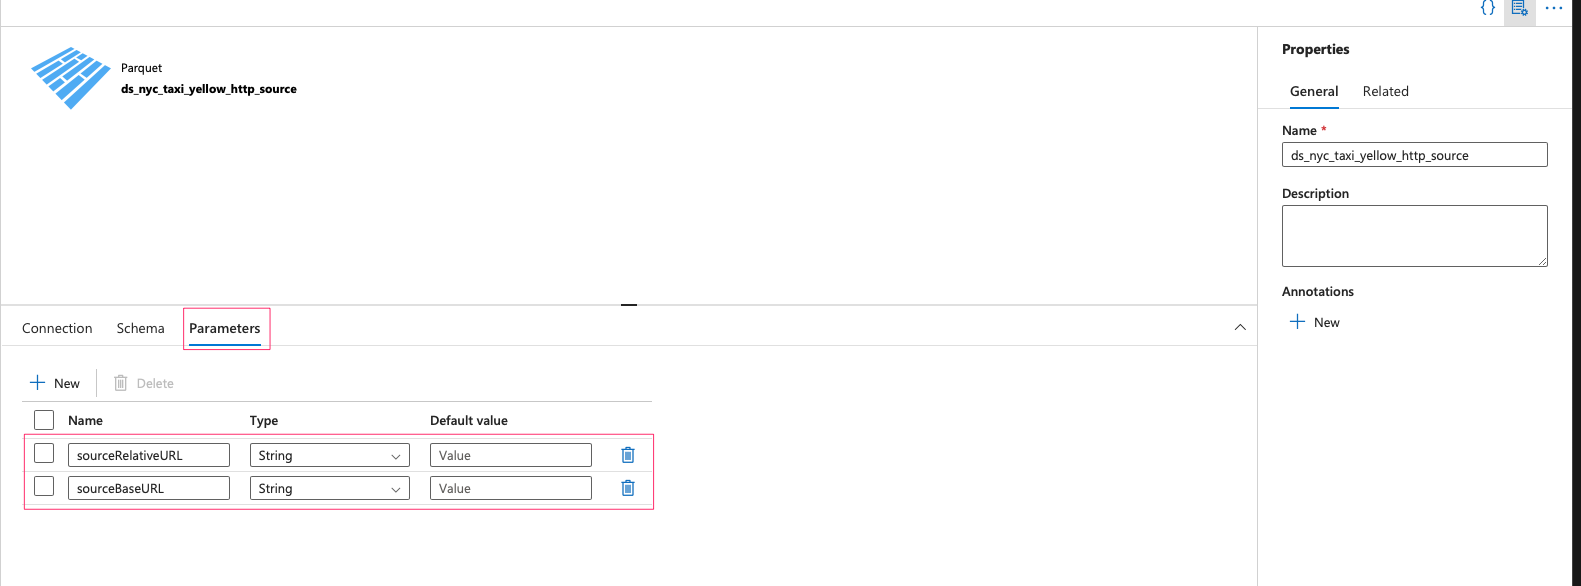 Parquet
ds_nyc_taxi_yellow_http_source
Connection Schema Parameters
New Delete
Name Type Default value
sourceRelativeURL String Value
sourceBaseURL String Value
Properties
General Related
Name *
ds_nyc_taxi_yellow_http_source
Description
Annotations
New